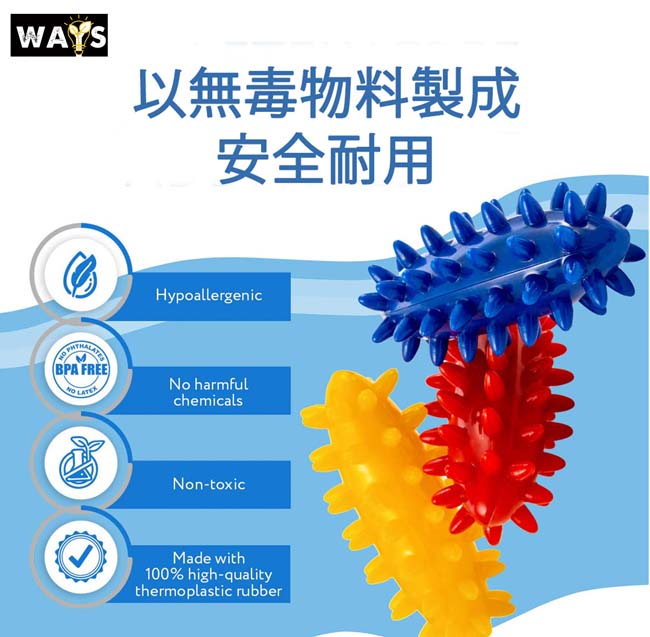 WAYS
以無毒物料製成
安全耐用
Hypoallergenic
NO PHTHALATES
BPA FREE
NO LATEX
No harmful
chemicals
Non-toxic
Made with
100% high-quality
thermoplastic rubber